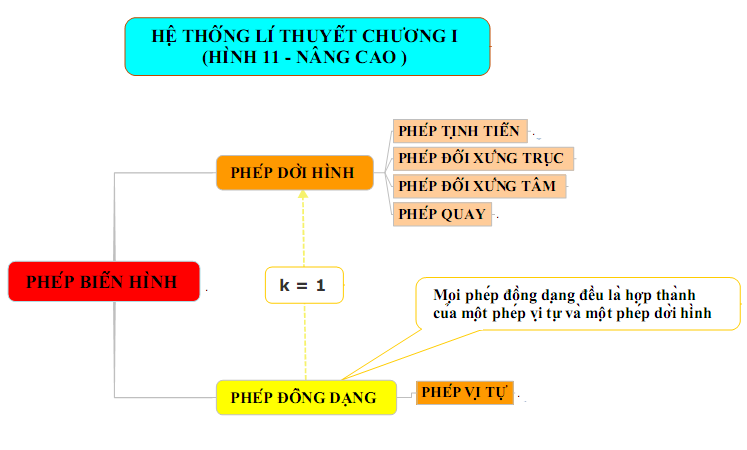 HỆ THỐNG LÍ THUYẾT CHƯƠNG I
(HÌNH 11 - NÂNG CAO )
PHÉP TỊNH TIẾN
PHÉP ĐỐI XỨNG TRỤC
PHÉP DỜI HÌNH
PHÉP ĐỐI XỨNG TÂM
PHÉP QUAY
PHÉP BIẾN HÌNH
k = 1
Mọi phép đồng dạng đều là hợp thành
của một phép vị tự và một phép dời hình
PHÉP ĐỒNG DẠNG
PHÉP VỊ TỰ